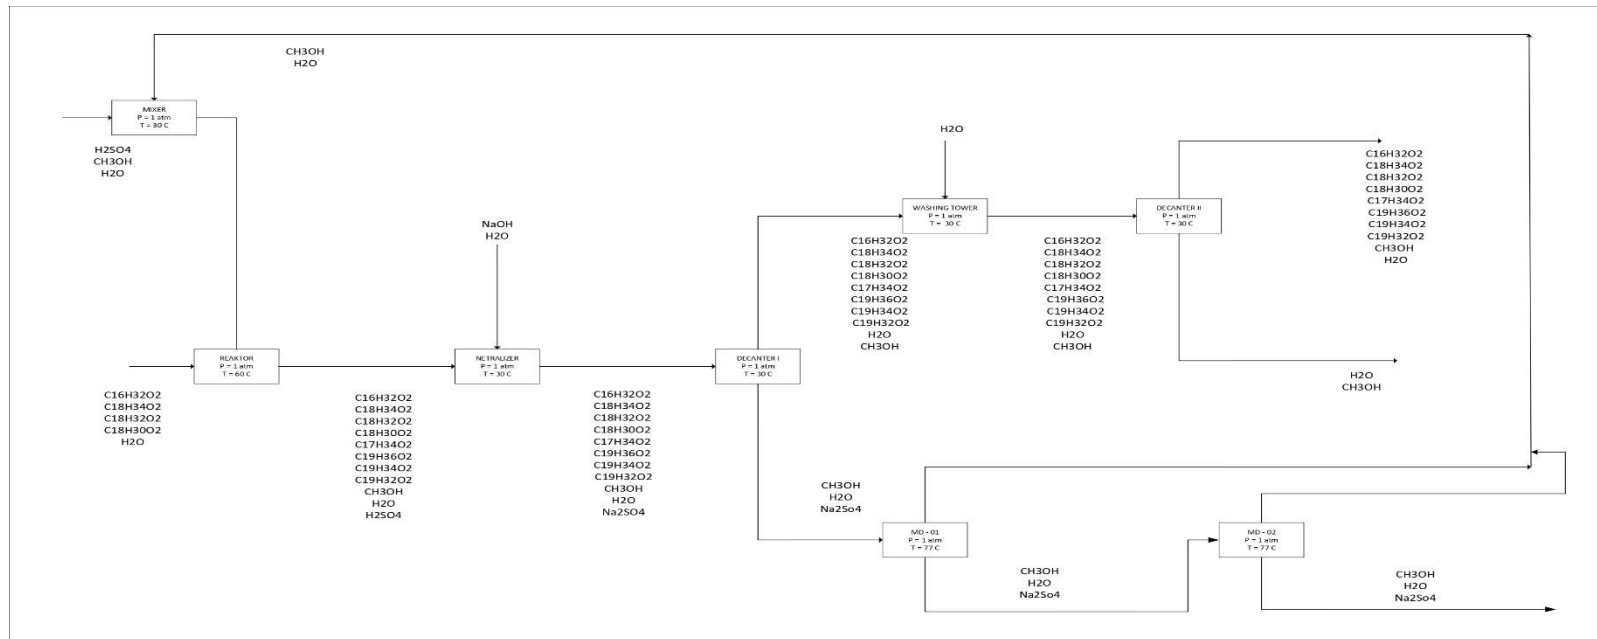 CH3OH
H2O
MIXER
P = 1 atm
T = 30 C
H2SO4
CH3OH
H2O
H2O
C16H32O2
C18H34O2
C18H32O2
C18H30O2
C17H34O2
C19H36O2
C19H34O2
C19H32O2
CH3OH
H2O
WASHING TOWER
P = 1 atm
T = 30 C
DECANTER II
P = 1 atm
T = 30 C
NaOH
H2O
C16H32O2
C18H34O2
C18H32O2
C18H30O2
C17H34O2
C19H36O2
C19H34O2
C19H32O2
H2O
CH3OH
C16H32O2
C18H34O2
C18H32O2
C18H30O2
C17H34O2
C19H36O2
C19H34O2
C19H32O2
H2O
CH3OH
REAKTOR
P = 1 atm
T = 60 C
NETRALIZER
P = 1 atm
T = 30 C
DECANTER I
P = 1 atm
T = 30 C
H2O
CH3OH
C16H32O2
C18H34O2
C18H32O2
C18H30O2
H2O
C16H32O2
C18H34O2
C18H32O2
C18H30O2
C17H34O2
C19H36O2
C19H34O2
C19H32O2
CH3OH
H2O
H2SO4
C16H32O2
C18H34O2
C18H32O2
C18H30O2
C17H34O2
C19H36O2
C19H34O2
C19H32O2
CH3OH
H2O
Na2SO4
CH3OH
H2O
Na2So4
MD - 01
P = 1 atm
T = 77 C
MD - 02
P = 1 atm
T = 77 C
CH3OH
H2O
Na2So4
CH3OH
H2O
Na2So4